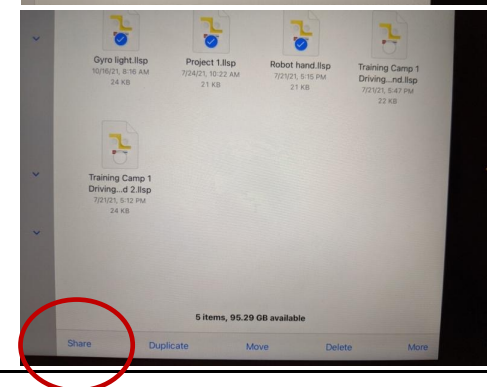 Gyro light.llsp
10/16/21, 8:16 AM
24 KB
Project 1.llsp
7/24/21, 10:22 AM
21 KB
Robot hand.llsp
7/21/21, 5:15 PM
21 KB
Training Camp 1
Driving...nd.llsp
7/21/21, 5:47 PM
22 KB
Training Camp 1
Driving...d 2.llsp
7/21/21, 5:12 PM
24 KB
5 items, 95.29 GB available
Share Duplicate Move Delete More